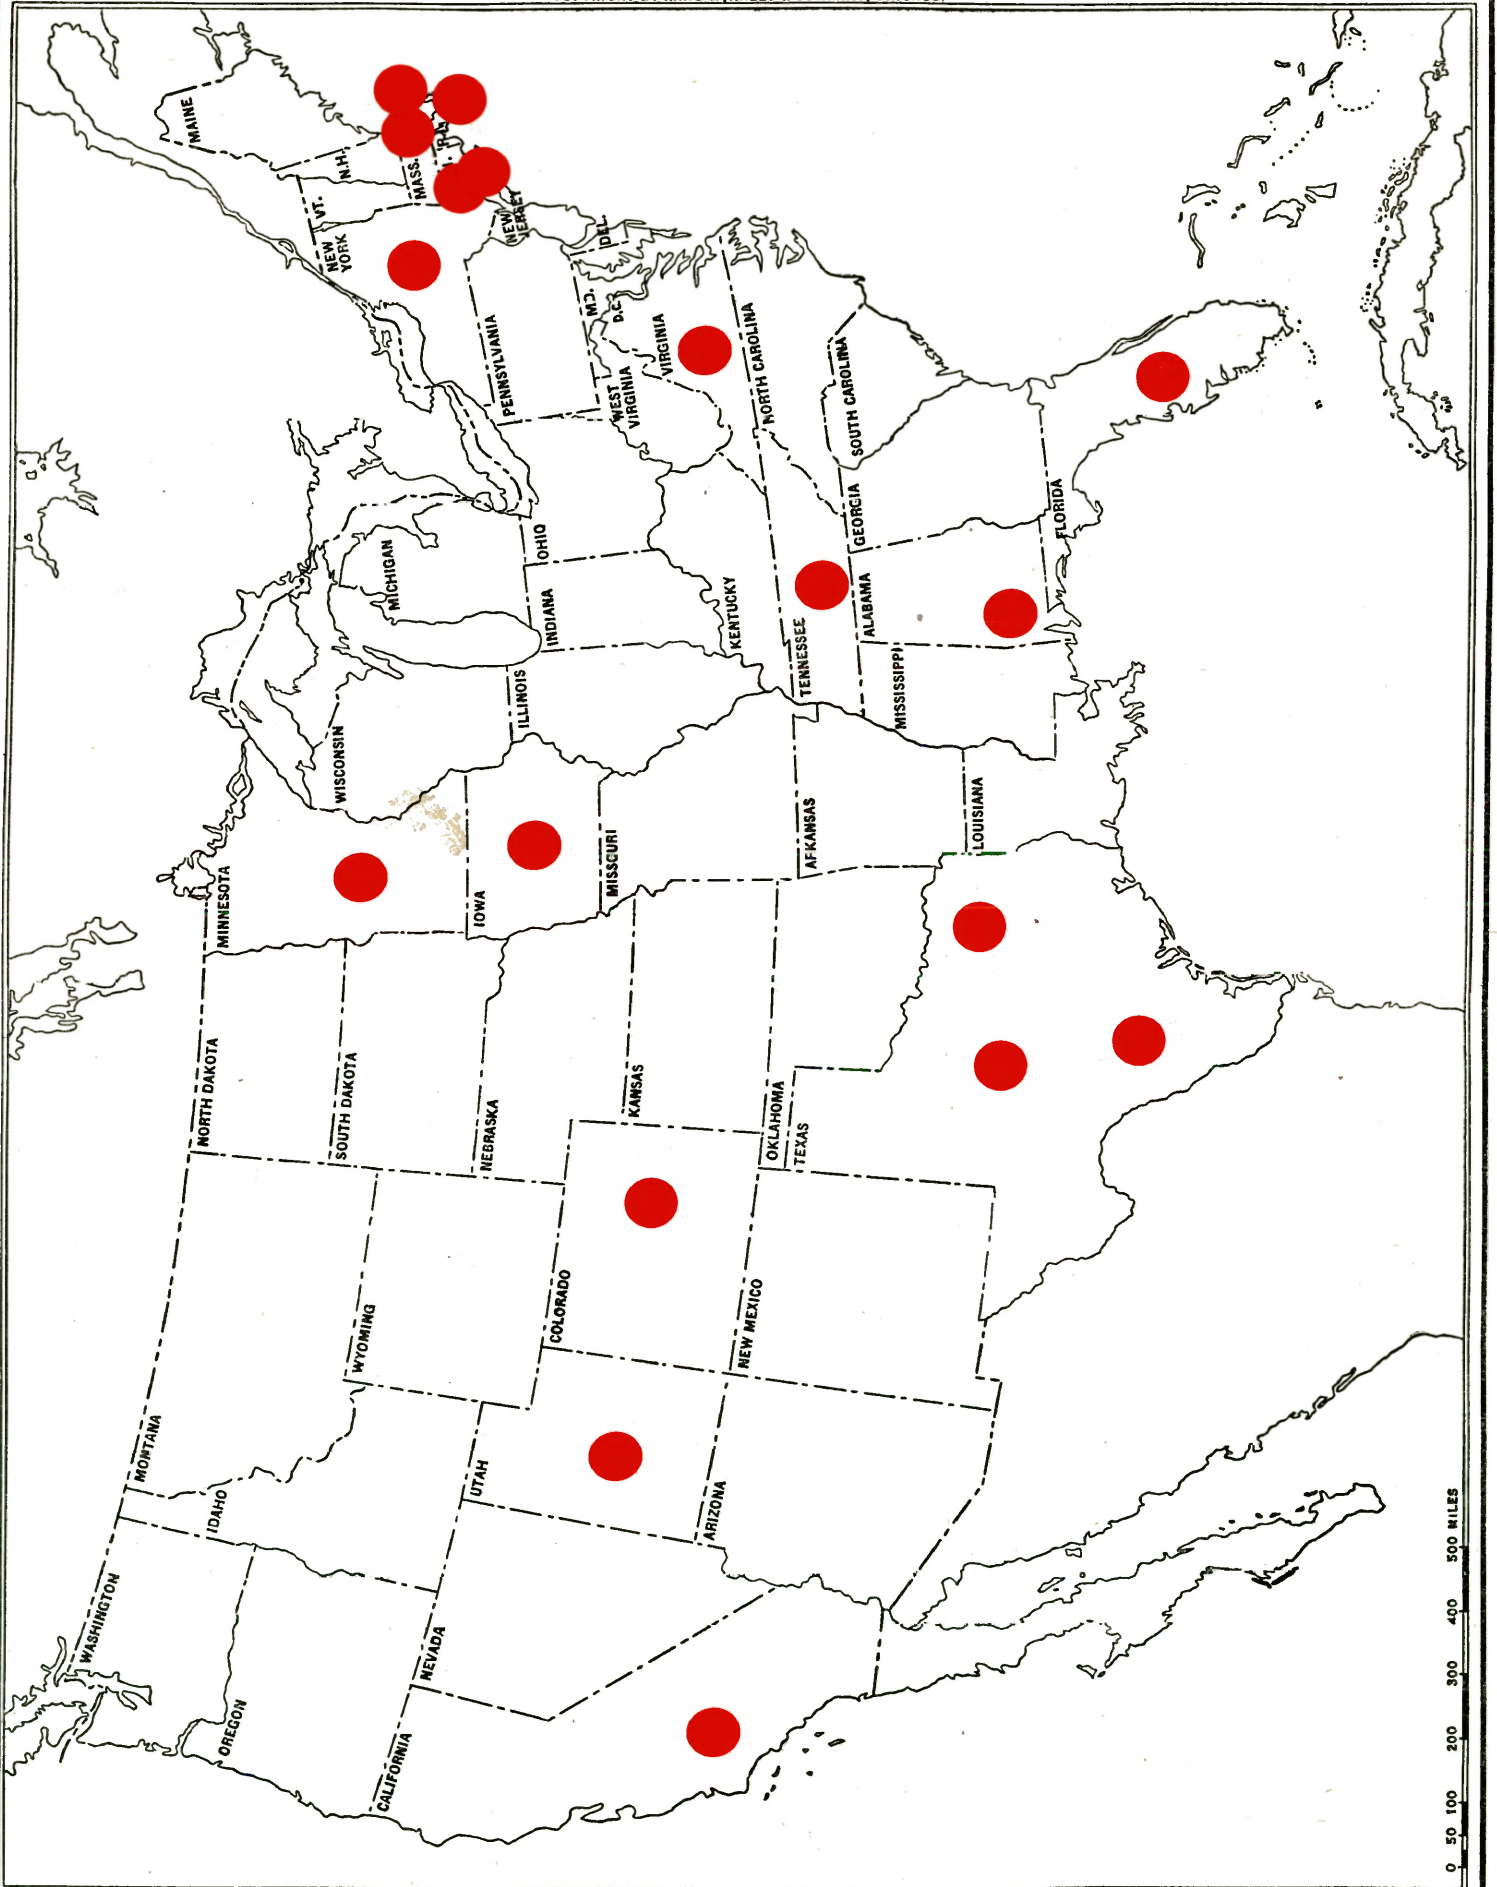 WASHINGTON
MONTANA
NORTH DAKOTA
MINNESOTA
MAINE
OREGON
IDAHO
WYOMING
SOUTH DAKOTA
WISCONSIN
MICHIGAN
NEW
YORK
VT.
N.H.
MASS.
CALIFORNIA
NEVADA
UTAH
COLORADO
NEBRASKA
IOWA
ILLINOIS
INDIANA
OHIO
PENNSYLVANIA
NEW
JERSEY
ARIZONA
NEW MEXICO
KANSAS
MISSOURI
KENTUCKY
WEST
VIRGINIA
VIRGINIA
MD.
D.C.
DEL.
OKLAHOMA
TEXAS
ARKANSAS
TENNESSEE
NORTH CAROLINA
LOUISIANA
MISSISSIPPI
ALABAMA
GEORGIA
SOUTH CAROLINA
FLORIDA
0 50 100 200 300 400 500 MILES